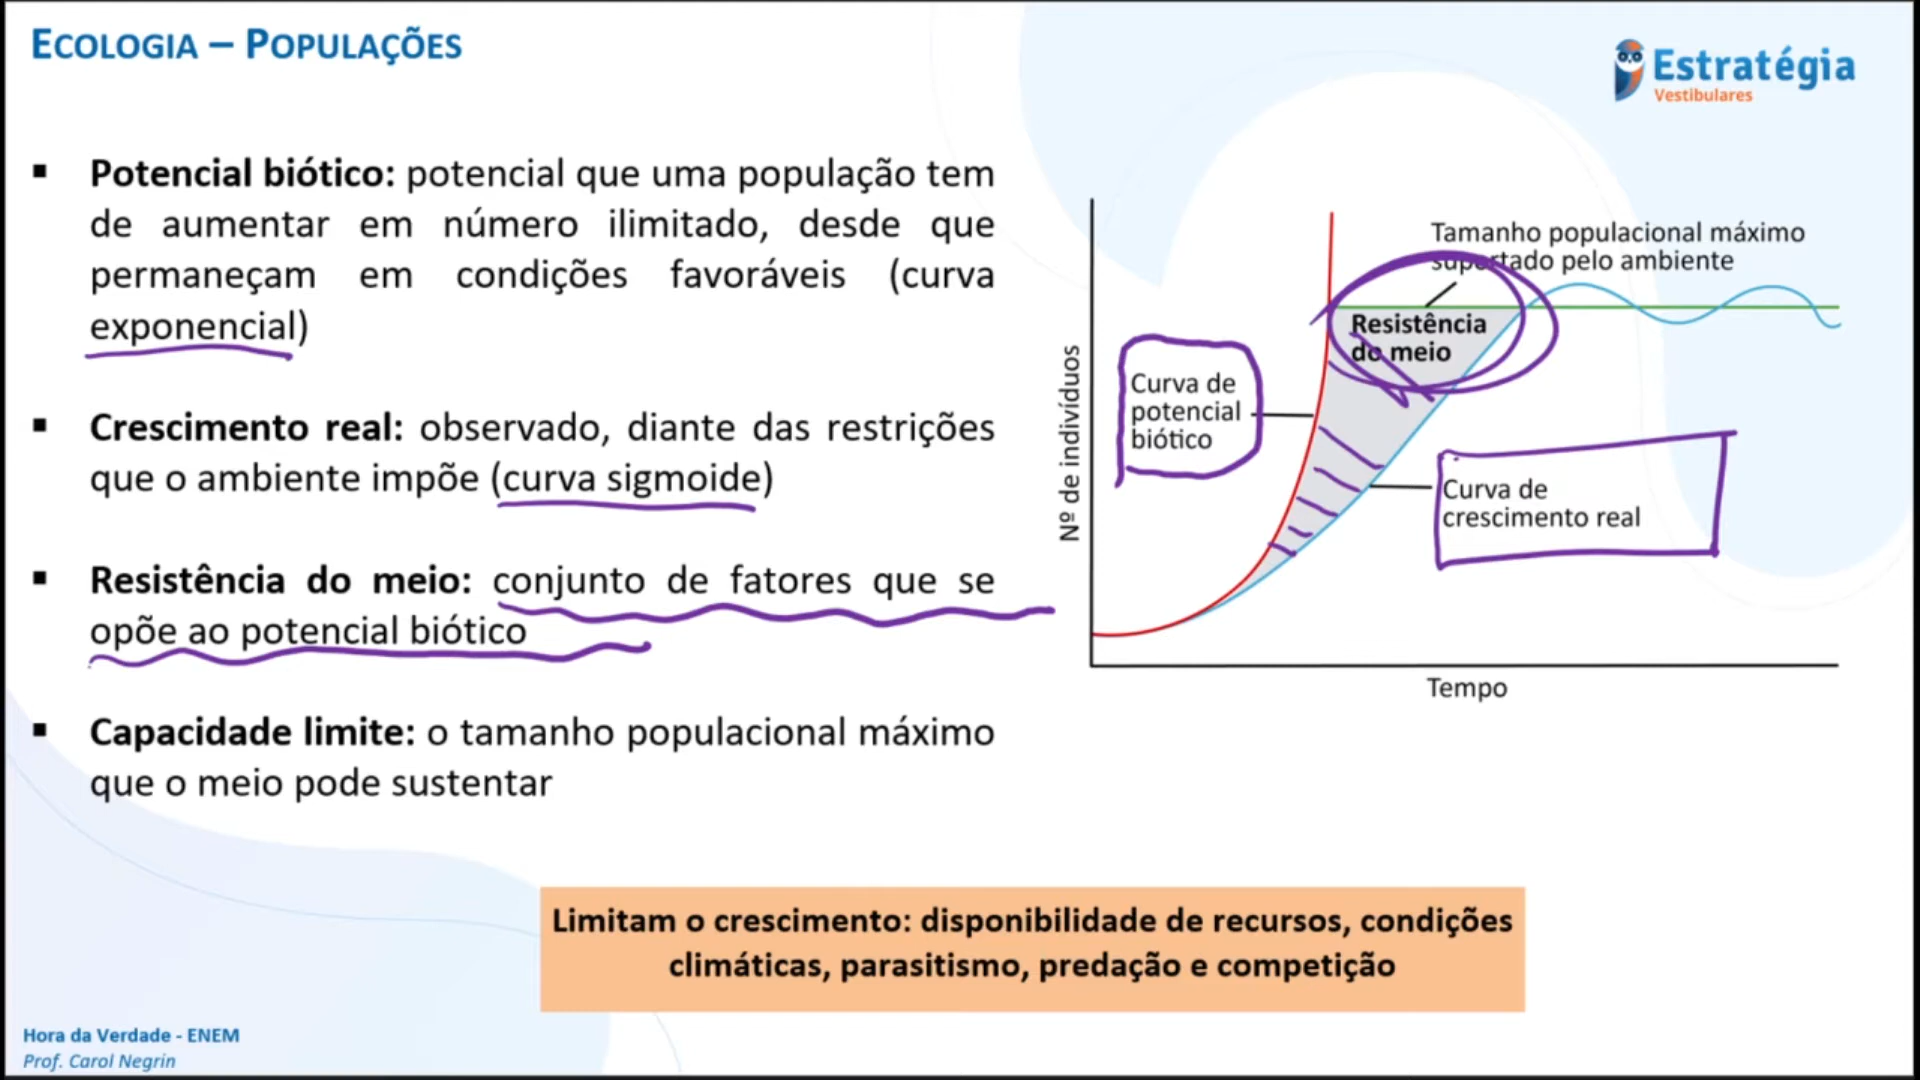 ECOLOGIA – POPULAÇÕES
Estratégia
Vestibulares
▪ Potencial biótico: potencial que uma população tem
de aumentar em número ilimitado, desde que
permaneçam em condições favoráveis (curva
exponencial)
▪ Crescimento real: observado, diante das restrições
que o ambiente impõe (curva sigmoide)
▪ Resistência do meio: conjunto de fatores que se
opõe ao potencial biótico
▪ Capacidade limite: o tamanho populacional máximo
que o meio pode sustentar
Tamanho populacional máximo
suportado pelo ambiente
Resistência
do meio
Curva de
potencial
biótico
Curva de
crescimento real
Nº de indivíduos
Tempo
Limitam o crescimento: disponibilidade de recursos, condições
climáticas, parasitismo, predação e competição
Hora da Verdade - ENEM
Prof. Carol Negrin